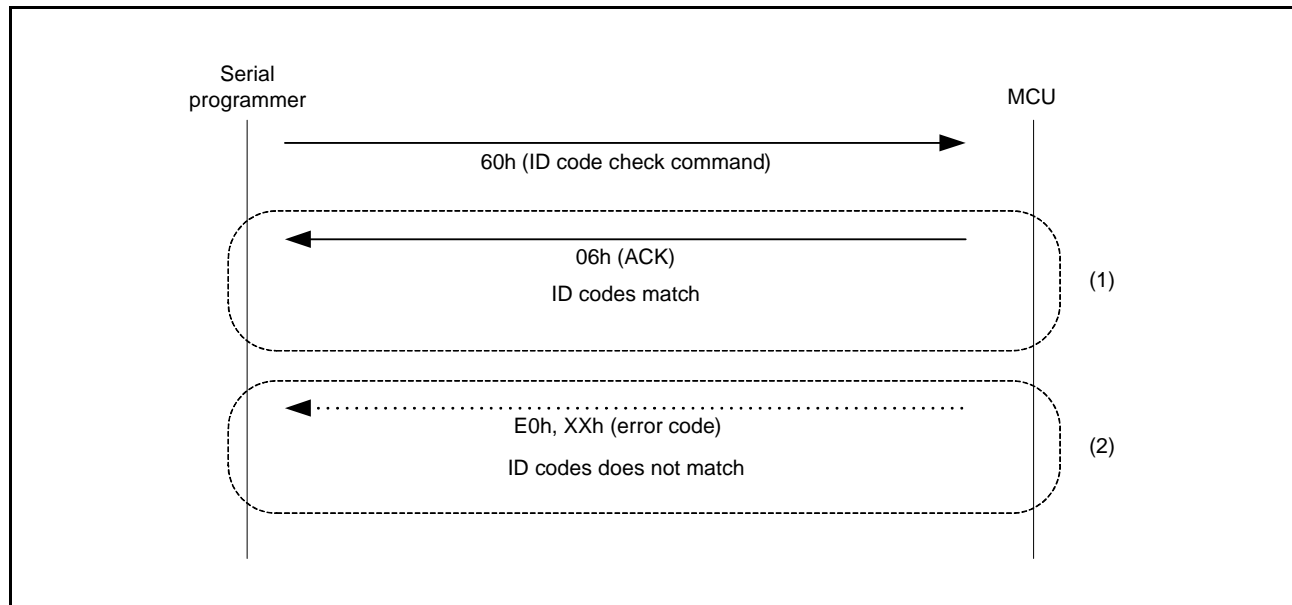 Serial
programmer
MCU
60h (ID code check command)
06h (ACK)
ID codes match
(1)
E0h, XXh (error code)
ID codes does not match
(2)